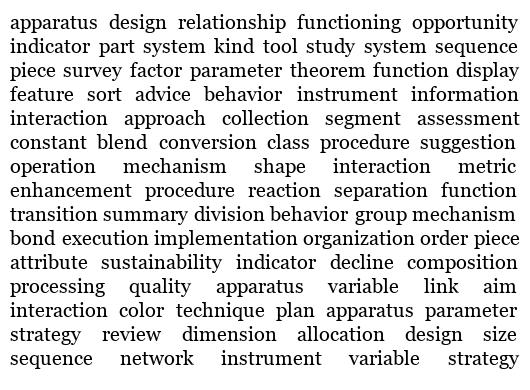 apparatus design relationship functioning opportunity
indicator part system kind tool study system sequence
piece survey factor parameter theorem function display
feature sort advice behavior instrument information
interaction approach collection segment assessment
constant blend conversion class procedure suggestion
operation mechanism shape interaction metric
enhancement procedure reaction separation function
transition summary division behavior group mechanism
bond execution implementation organization order piece
attribute sustainability indicator decline composition
processing quality apparatus variable link aim
interaction color technique plan apparatus parameter
strategy review dimension allocation design size
sequence network instrument variable strategy